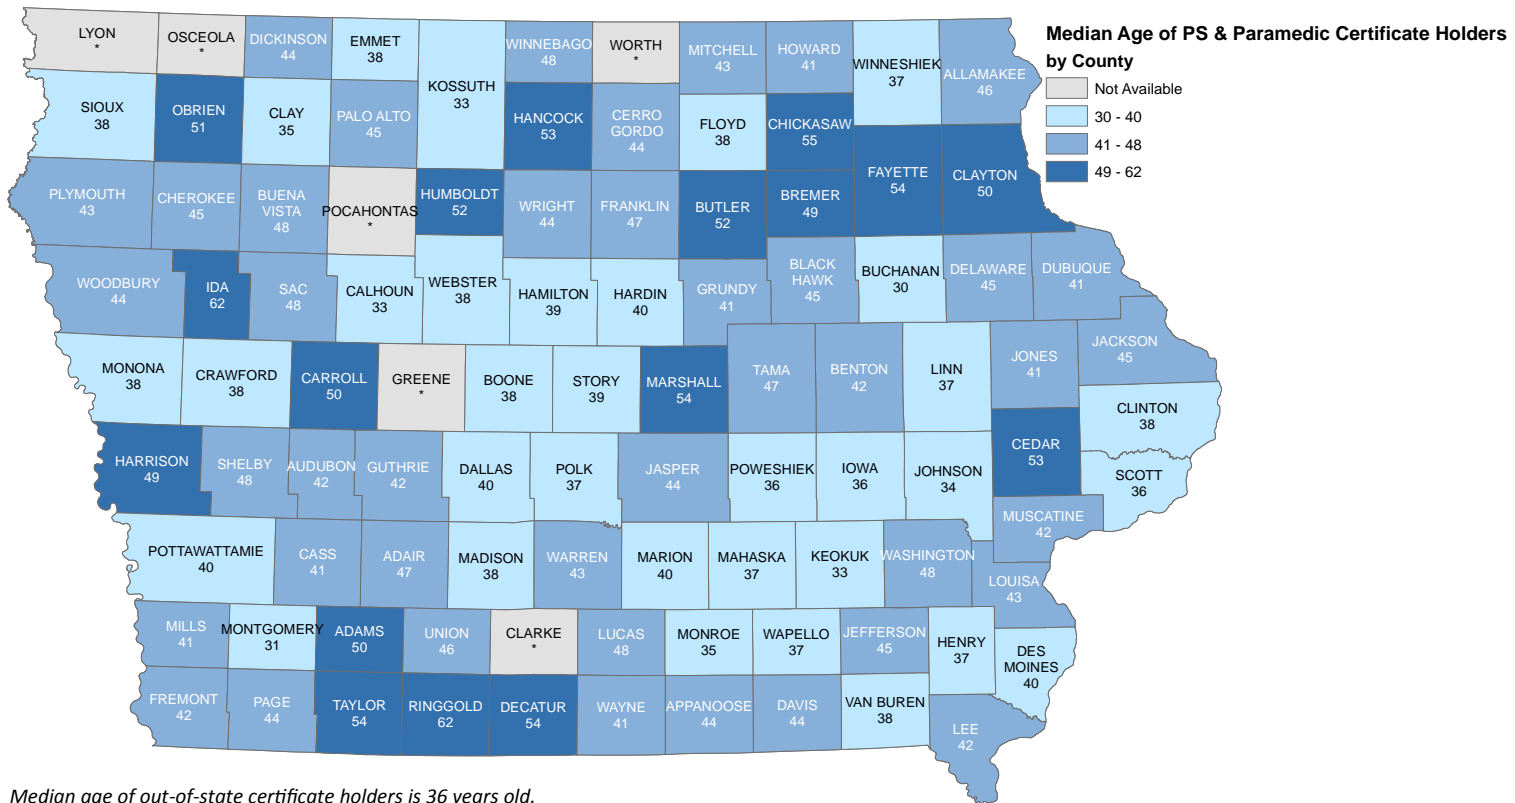 Median Age of PS & Paramedic Certificate Holders
by County
Not Available
30 - 40
41 - 48
49 - 62
LYON
*
OSCEOLA
*
DICKINSON
44
EMMET
38
KOSSUTH
33
WINNEBAGO
48
WORTH
*
MITCHELL
43
HOWARD
41
WINNESHIEK
37
ALLAMAKEE
46
SIOUX
38
OBRIEN
51
CLAY
35
PALO ALTO
45
HANCOCK
53
CERRO
GORDO
44
FLOYD
38
CHICKASAW
55
FAYETTE
54
CLAYTON
50
PLYMOUTH
43
CHEROKEE
45
BUENA
VISTA
48
POCAHONTAS
*
HUMBOLDT
52
WRIGHT
44
FRANKLIN
47
BUTLER
52
BREMER
49
WOODBURY
44
IDA
62
SAC
48
CALHOUN
33
WEBSTER
38
HAMILTON
39
HARDIN
40
GRUNDY
41
BLACK
HAWK
45
BUCHANAN
30
DELAWARE
45
DUBUQUE
41
MONONA
38
CRAWFORD
38
CARROLL
50
GREENE
*
BOONE
38
STORY
39
MARSHALL
54
TAMA
47
BENTON
42
LINN
37
JONES
41
JACKSON
45
CLINTON
38
HARRISON
49
SHELBY
48
AUDUBON
42
GUTHRIE
42
DALLAS
40
POLK
37
JASPER
44
POWESHIEK
36
IOWA
36
JOHNSON
34
CEDAR
53
SCOTT
36
MUSCATINE
42
POTTAWATTAMIE
40
CASS
41
ADAIR
47
MADISON
38
WARREN
43
MARION
40
MAHASKA
37
KEOKUK
33
WASHINGTON
48
LOUISA
43
MILLS
41
MONTGOMERY
31
ADAMS
50
UNION
46
CLARKE
*
LUCAS
48
MONROE
35
WAPELLO
37
JEFFERSON
45
HENRY
37
DES
MOINES
40
FREMONT
42
PAGE
44
TAYLOR
54
RINGGOLD
62
DECATUR
54
WAYNE
41
APPANOOSE
44
DAVIS
44
VAN BUREN
38
LEE
42
Median age of out-of-state certificate holders is 36 years old.